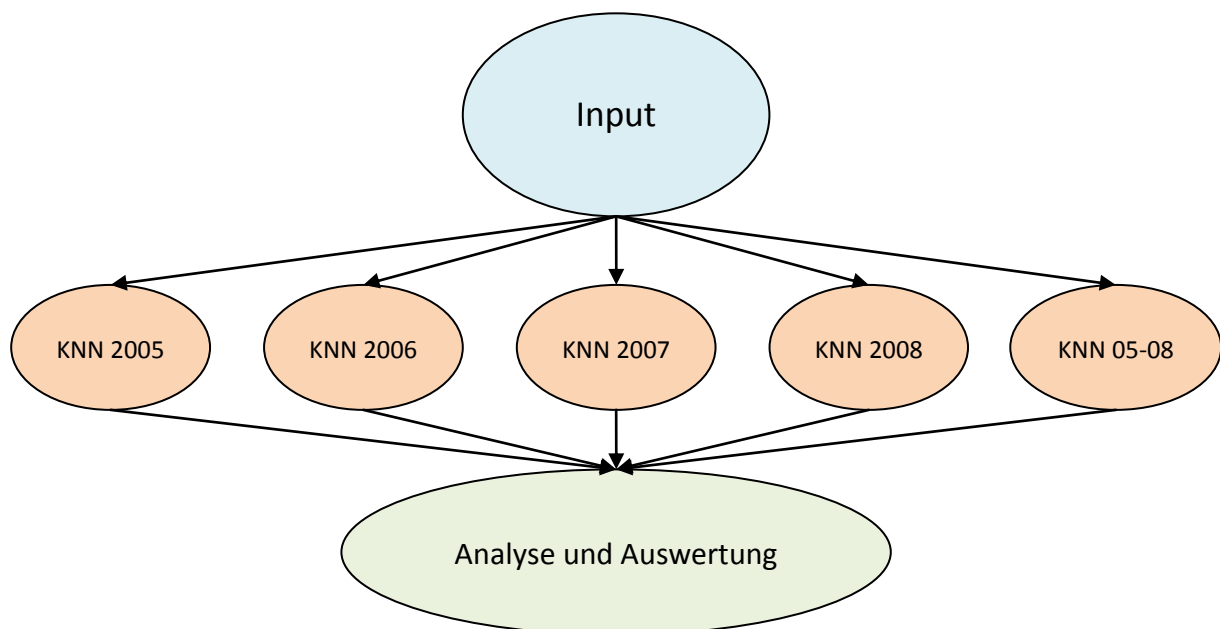 Input
KNN 2005
KNN 2006
KNN 2007
KNN 2008
KNN 05-08
Analyse und Auswertung